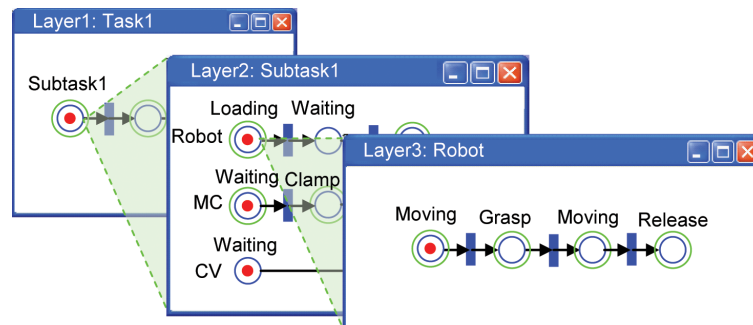 Layer1: Task1
Subtask1
Layer2: Subtask1
Loading Waiting
Robot
Waiting Clamp
MC
Waiting
CV
Layer3: Robot
Moving Grasp Moving Release